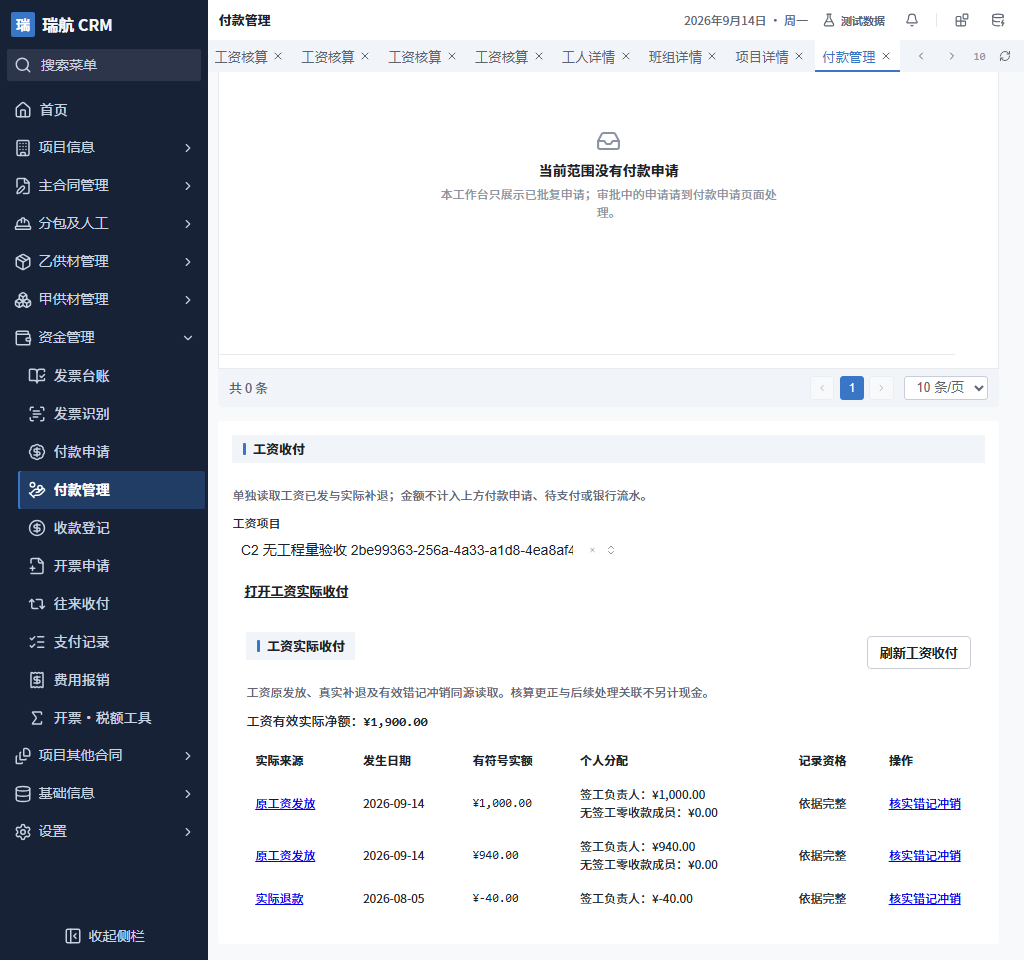 瑞 瑞航 CRM
搜索菜单
首页
项目信息
主合同管理
分包及人工
乙供材管理
甲供材管理
资金管理
发票台账
发票识别
付款申请
付款管理
收款登记
开票申请
往来收付
支付记录
费用报销
开票·税额工具
项目其他合同
基础信息
设置
收起侧栏
付款管理
2026年9月14日 · 周一 测试数据
工资核算 × 工资核算 × 工资核算 × 工资核算 × 工人详情 × 班组详情 × 项目详情 × 付款管理 × ‹ › 10
当前范围没有付款申请
本工作台只展示已批复申请；审批中的申请请到付款申请页面处
理。
共 0 条 ‹ 1 › 10 条/页
工资收付
单独读取工资已发与实际补退；金额不计入上方付款申请、待支付或银行流水。
工资项目
C2 无工程量验收 2be99363-256a-4a33-a1d8-4ea8af4 ×
打开工资实际收付
工资实际收付 刷新工资收付
工资原发放、真实补退及有效错记冲销同源读取。核算更正与后续处理关联不另计现金。
工资有效实际净额：¥1,900.00
实际来源 发生日期 有符号实额 个人分配 记录资格 操作
原工资发放 2026-09-14 ¥1,000.00 签工负责人：¥1,000.00 依据完整 核实错记冲销
无签工零收款成员：¥0.00
原工资发放 2026-09-14 ¥940.00 签工负责人：¥940.00 依据完整 核实错记冲销
无签工零收款成员：¥0.00
实际退款 2026-08-05 ¥-40.00 签工负责人：¥-40.00 依据完整 核实错记冲销